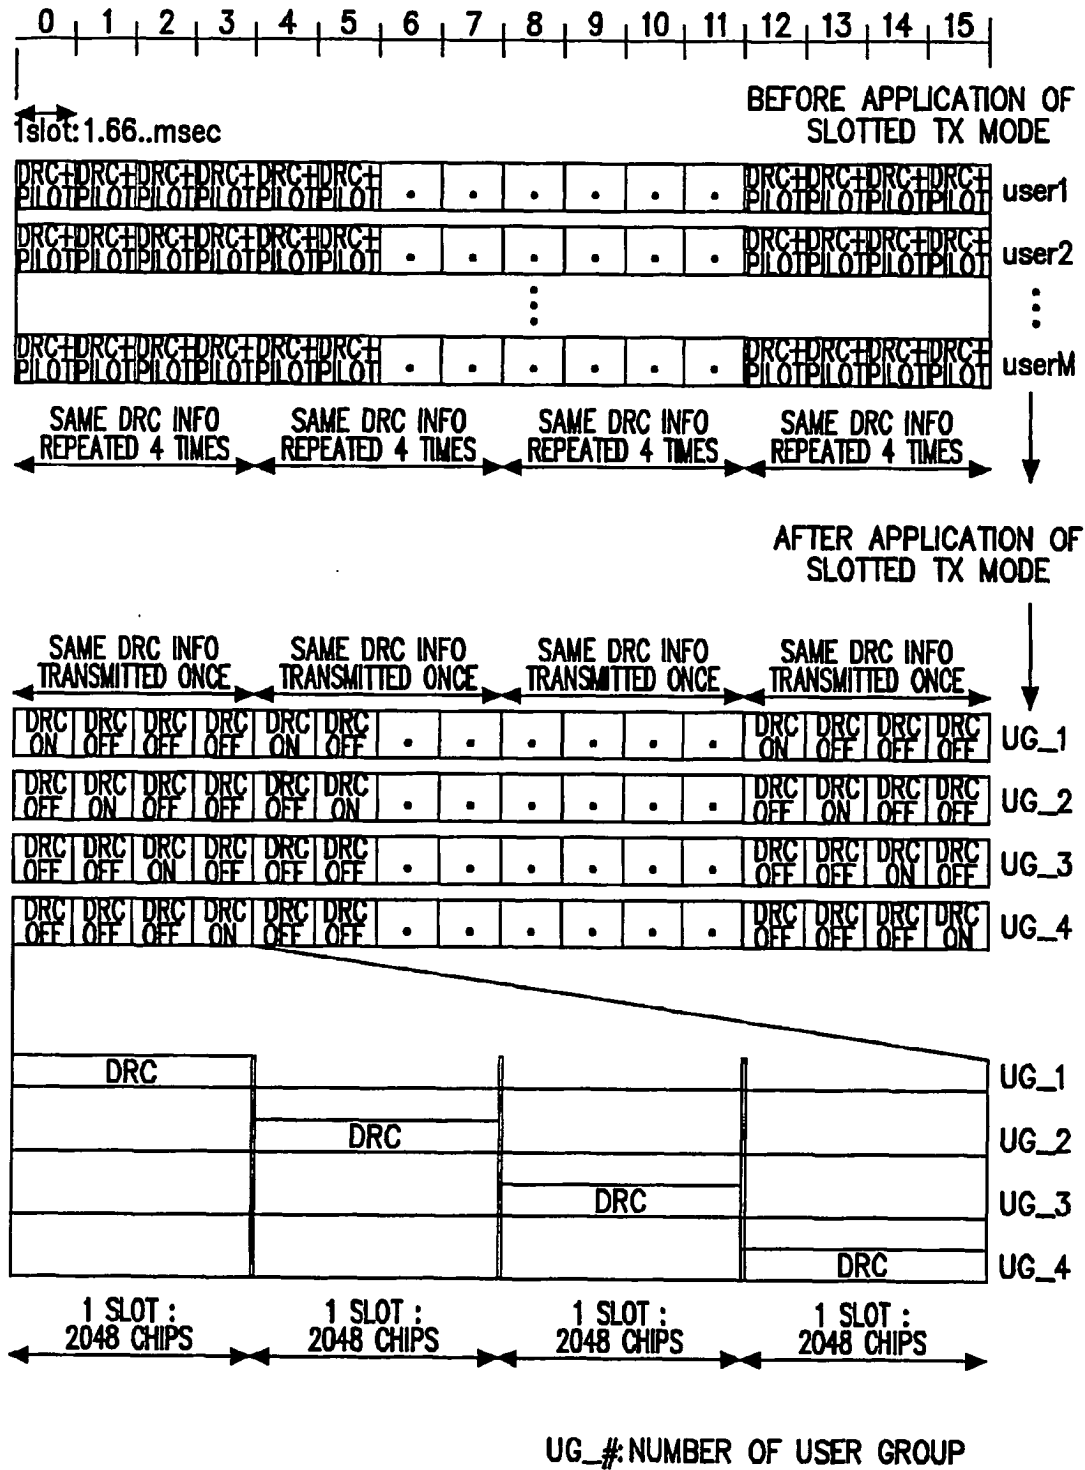 0 1 2 3 4 5 6 7 8 9 10 11 12 13 14 15
1slot:1.66..msec
BEFORE APPLICATION OF
SLOTTED TX MODE
DRC+ DRC+ DRC+ DRC+ DRC+ DRC+ DRC+ DRC+ DRC+ DRC+
PILOT PILOT PILOT PILOT PILOT PILOT . . . . . . PILOT PILOT PILOT PILOT user1
DRC+ DRC+ DRC+ DRC+ DRC+ DRC+ DRC+ DRC+ DRC+ DRC+
PILOT PILOT PILOT PILOT PILOT PILOT . . . . . . PILOT PILOT PILOT PILOT user2
DRC+ DRC+ DRC+ DRC+ DRC+ DRC+ DRC+ DRC+ DRC+ DRC+
PILOT PILOT PILOT PILOT PILOT PILOT . . . . . . PILOT PILOT PILOT PILOT userM
SAME DRC INFO SAME DRC INFO SAME DRC INFO SAME DRC INFO
REPEATED 4 TIMES REPEATED 4 TIMES REPEATED 4 TIMES REPEATED 4 TIMES
AFTER APPLICATION OF
SLOTTED TX MODE
SAME DRC INFO SAME DRC INFO SAME DRC INFO SAME DRC INFO
TRANSMITTED ONCE TRANSMITTED ONCE TRANSMITTED ONCE TRANSMITTED ONCE
DRC DRC DRC DRC DRC DRC DRC DRC DRC DRC
ON OFF OFF OFF ON OFF . . . . . . ON OFF OFF OFF UG_1
DRC DRC DRC DRC DRC DRC DRC DRC DRC DRC
OFF ON OFF OFF OFF ON . . . . . . OFF ON OFF OFF UG_2
DRC DRC DRC DRC DRC DRC DRC DRC DRC DRC
OFF OFF ON OFF OFF OFF . . . . . . OFF OFF ON OFF UG_3
DRC DRC DRC DRC DRC DRC DRC DRC DRC DRC
OFF OFF OFF ON OFF OFF . . . . . . OFF OFF OFF ON UG_4
DRC UG_1
DRC UG_2
DRC UG_3
DRC UG_4
1 SLOT : 1 SLOT : 1 SLOT : 1 SLOT :
2048 CHIPS 2048 CHIPS 2048 CHIPS 2048 CHIPS
UG_#:NUMBER OF USER GROUP